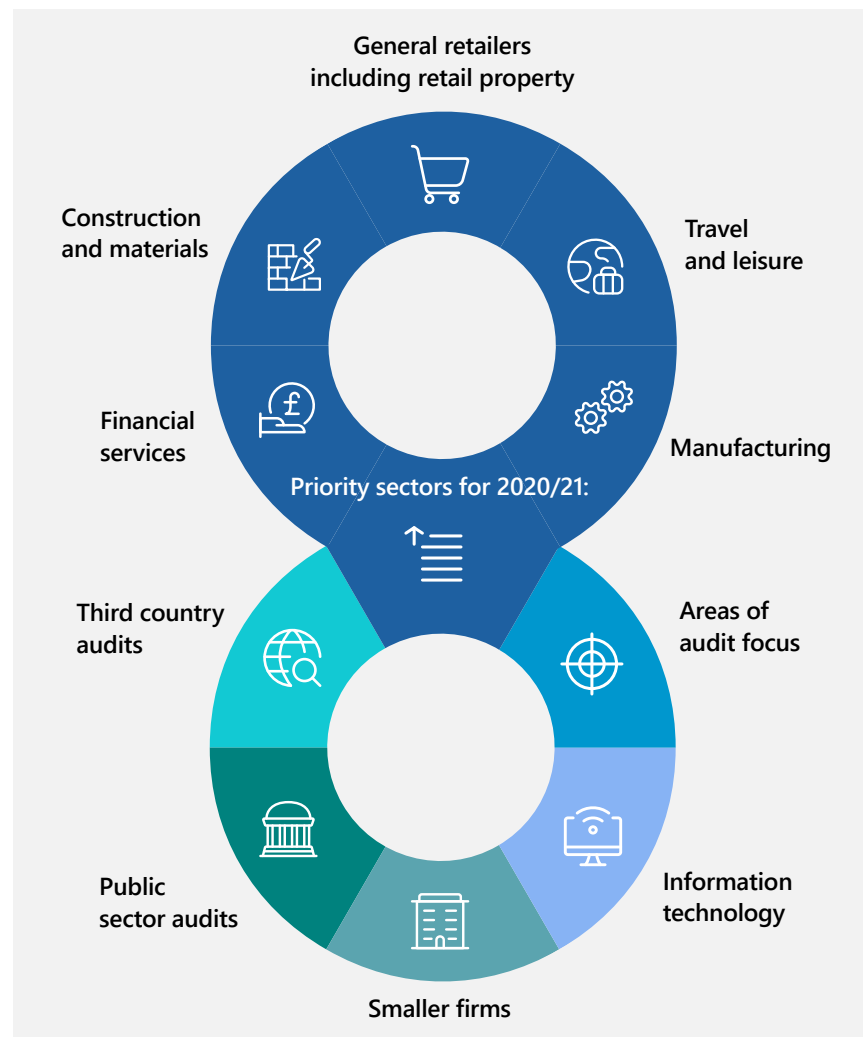 General retailers
including retail property
Construction
and materials
Travel
and leisure
Financial
services
Manufacturing
Priority sectors for 2020/21:
Third country
audits
Areas of
audit focus
Public
sector audits
Information
technology
Smaller firms